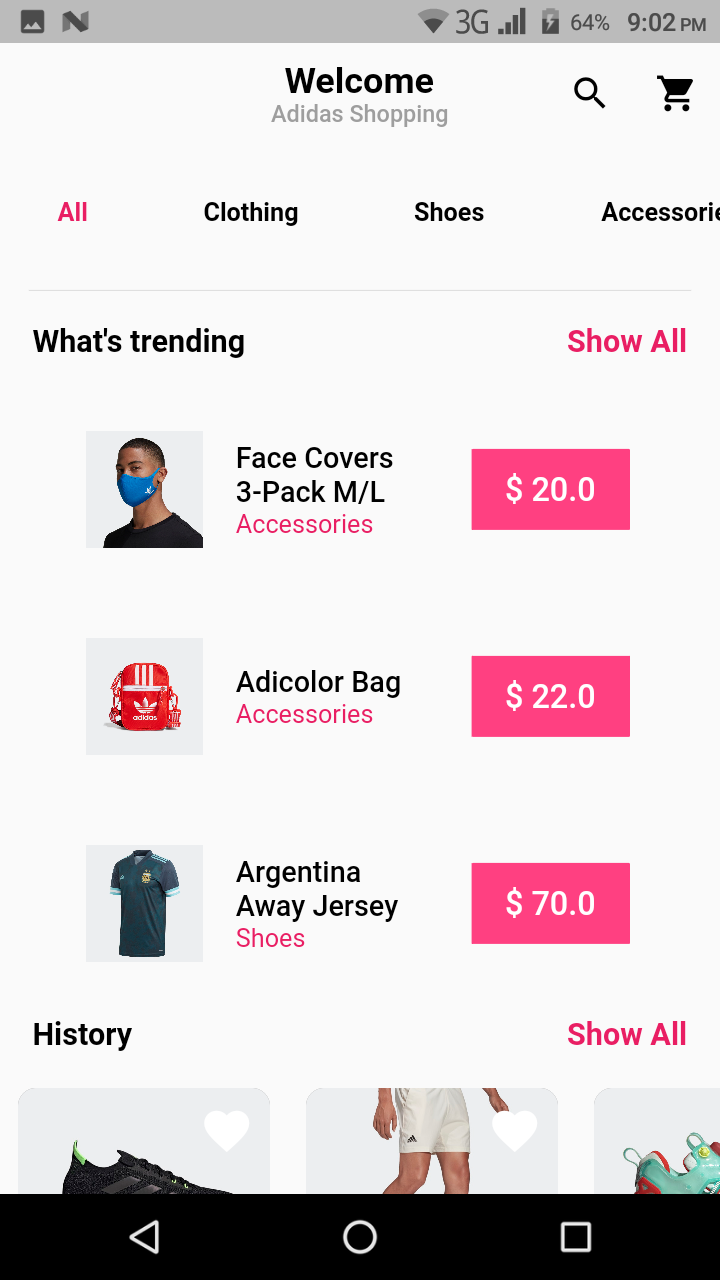 3G 64% 9:02 PM
Welcome
Adidas Shopping
All Clothing Shoes Accessorie
What's trending Show All
Face Covers
3-Pack M/L
Accessories
$ 20.0
Adicolor Bag
Accessories
$ 22.0
adidas
Argentina
Away Jersey
Shoes
$ 70.0
History Show All